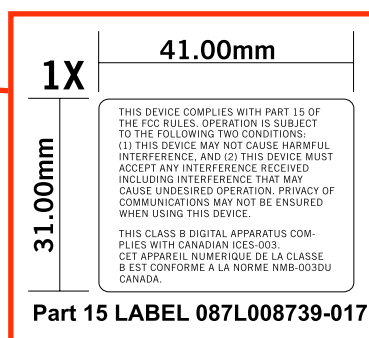 41.00mm
1X
31.00mm
THIS DEVICE COMPLIES WITH PART 15 OF
THE FCC RULES. OPERATION IS SUBJECT
TO THE FOLLOWING TWO CONDITIONS:
(1) THIS DEVICE MAY NOT CAUSE HARMFUL
INTERFERENCE, AND (2) THIS DEVICE MUST
ACCEPT ANY INTERFERENCE RECEIVED
INCLUDING INTERFERENCE THAT MAY
CAUSE UNDESIRED OPERATION. PRIVACY OF
COMMUNICATIONS MAY NOT BE ENSURED
WHEN USING THIS DEVICE.
THIS CLASS B DIGITAL APPARATUS COM-
PLIES WITH CANADIAN ICES-003.
CET APPAREIL NUMERIQUE DE LA CLASSE
B EST CONFORME A LA NORME NMB-003DU
CANADA.
Part 15 LABEL 087L008739-017